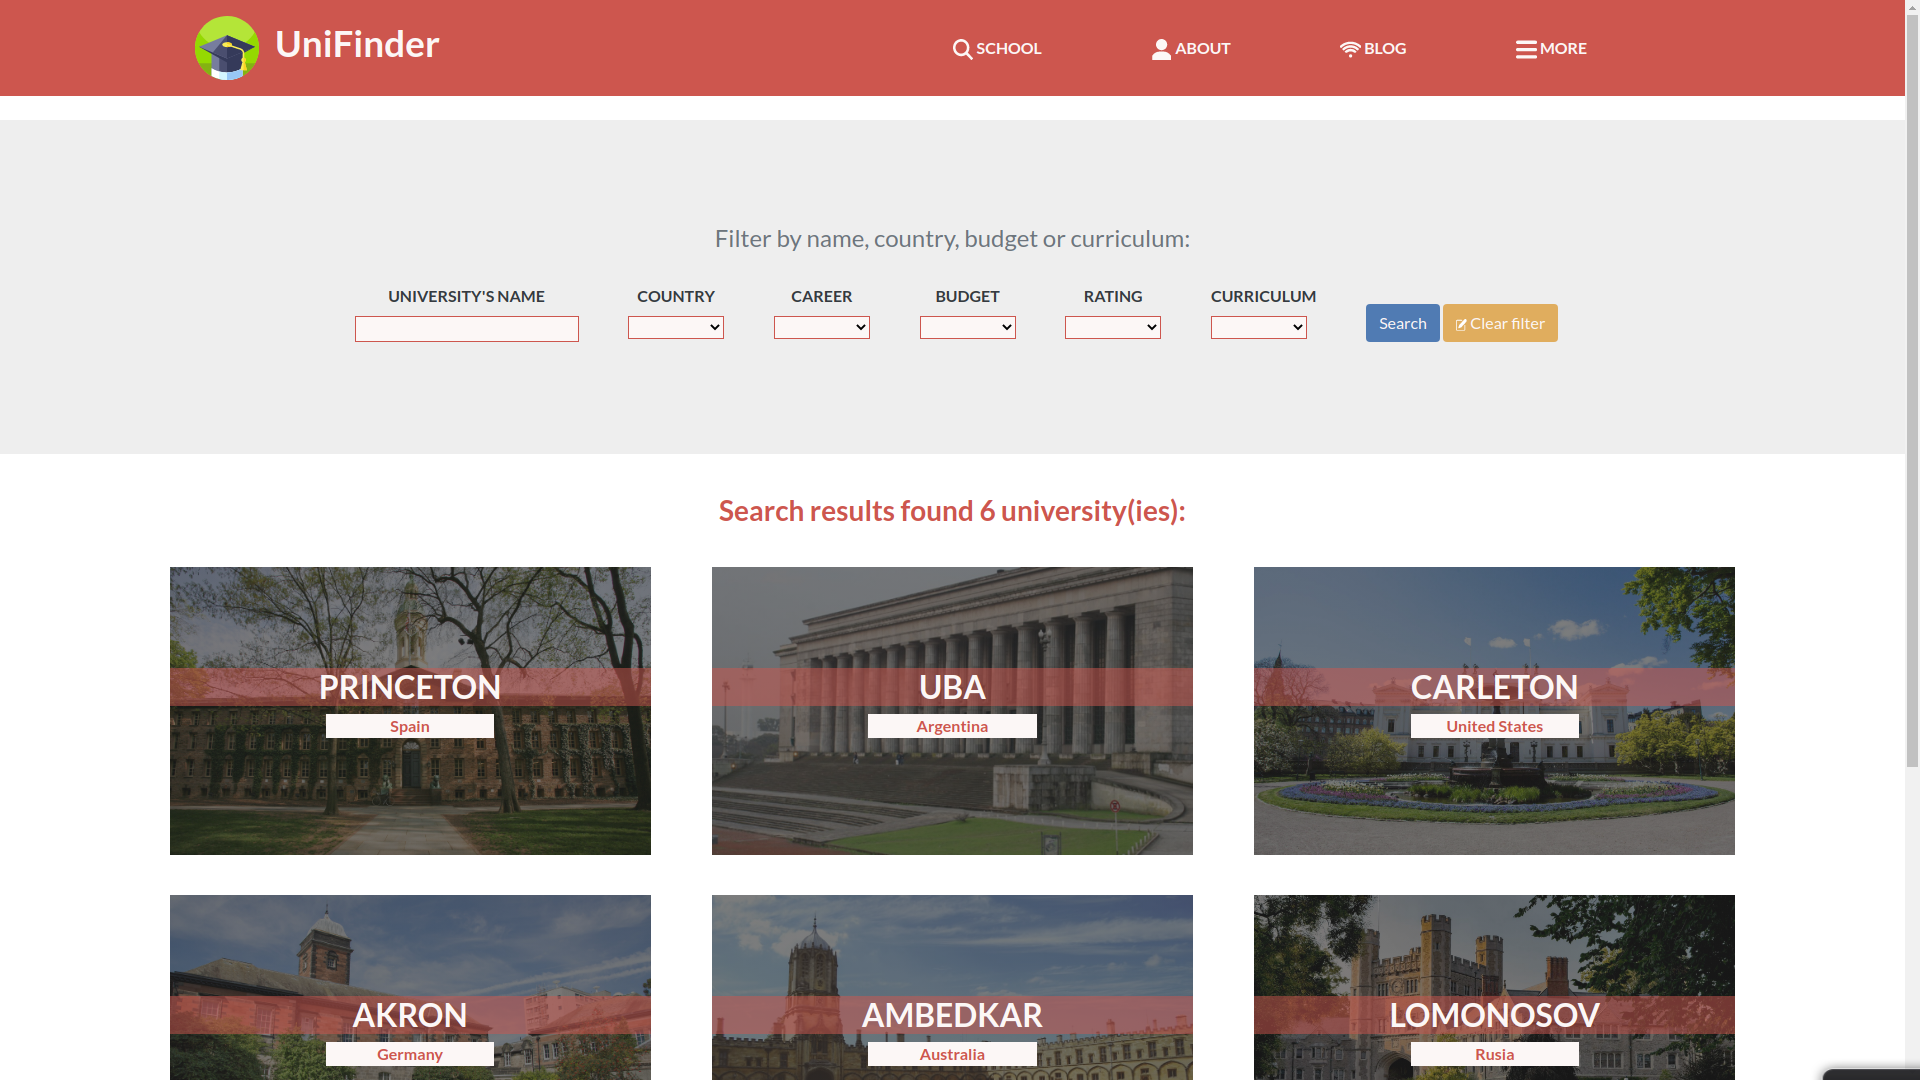 UniFinder
SCHOOL
ABOUT
BLOG
MORE
Filter by name, country, budget or curriculum:
UNIVERSITY'S NAME
COUNTRY
CAREER
BUDGET
RATING
CURRICULUM
Search
Clear filter
Search results found 6 university(ies):
PRINCETON
Spain
UBA
Argentina
CARLETON
United States
AKRON
Germany
AMBEDKAR
Australia
LOMONOSOV
Rusia